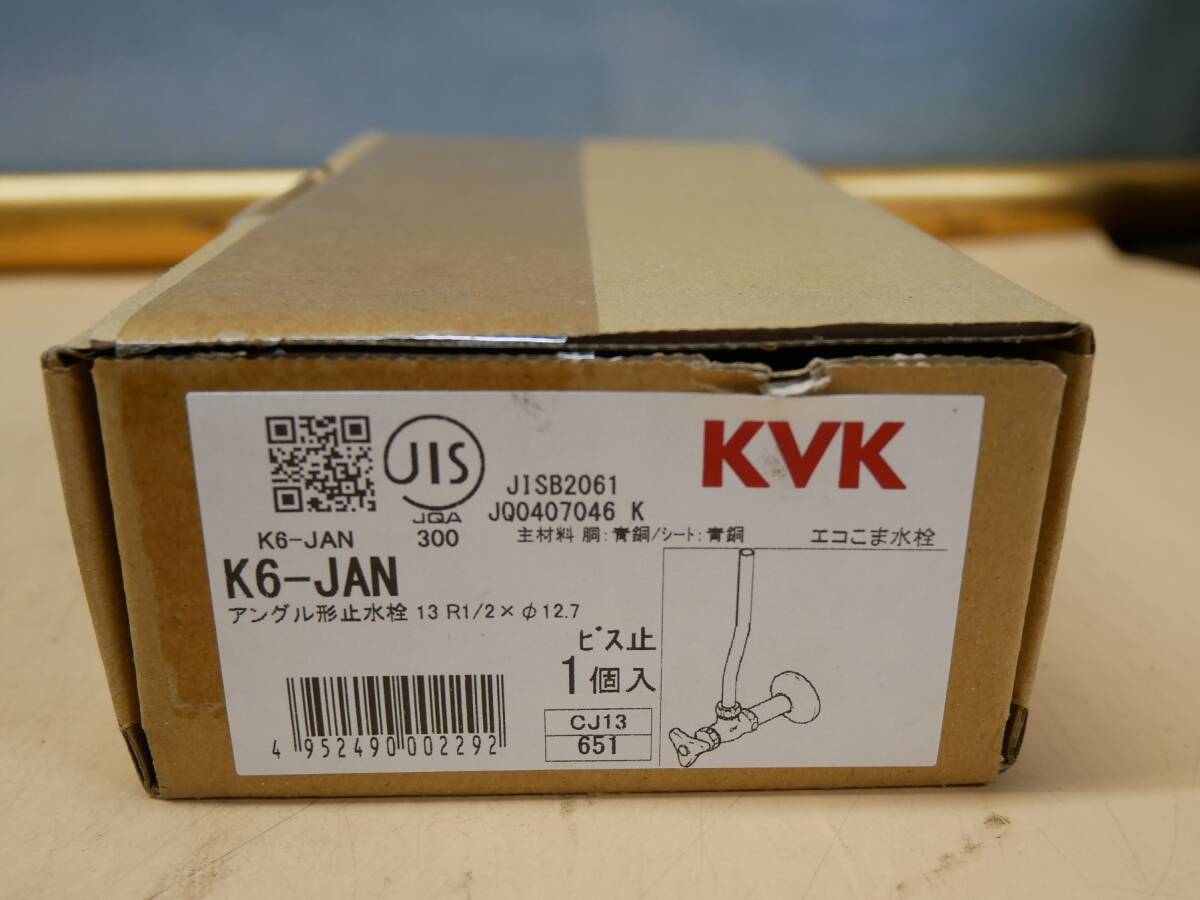 JIS
JQA
300
JISB2061
JQ0407046 K
KVK
K6-JAN
主材料 胴:青銅/シート:青銅
エコこま水栓
K6-JAN
アングル形止水栓 13 R1/2×φ12.7
ビス止
1個入
CJ13
651
4 952490 002292